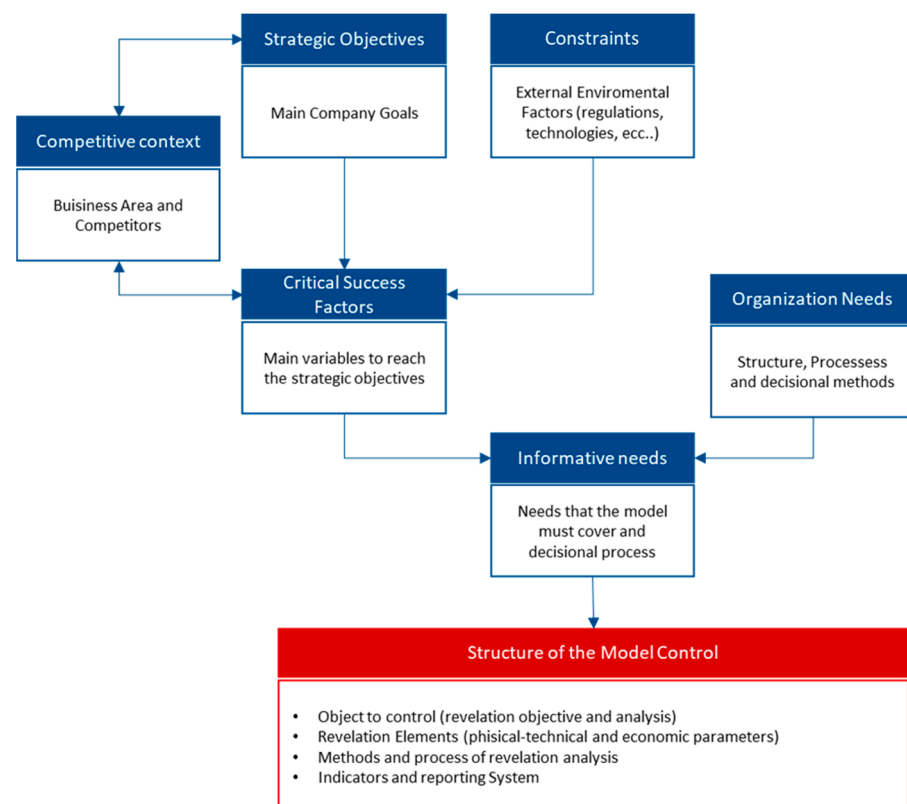 Strategic Objectives
Main Company Goals
Constraints
External Enviromental
Factors (regulations,
technologies, ecc..)
Competitive context
Buisiness Area and
Competitors
Critical Success
Factors
Main variables to reach
the strategic objectives
Organization Needs
Structure, Processess
and decisional methods
Informative needs
Needs that the model
must cover and
decisional process
Structure of the Model Control
• Object to control (revelation objective and analysis)
• Revelation Elements (phisical-technical and economic parameters)
• Methods and process of revelation analysis
• Indicators and reporting System